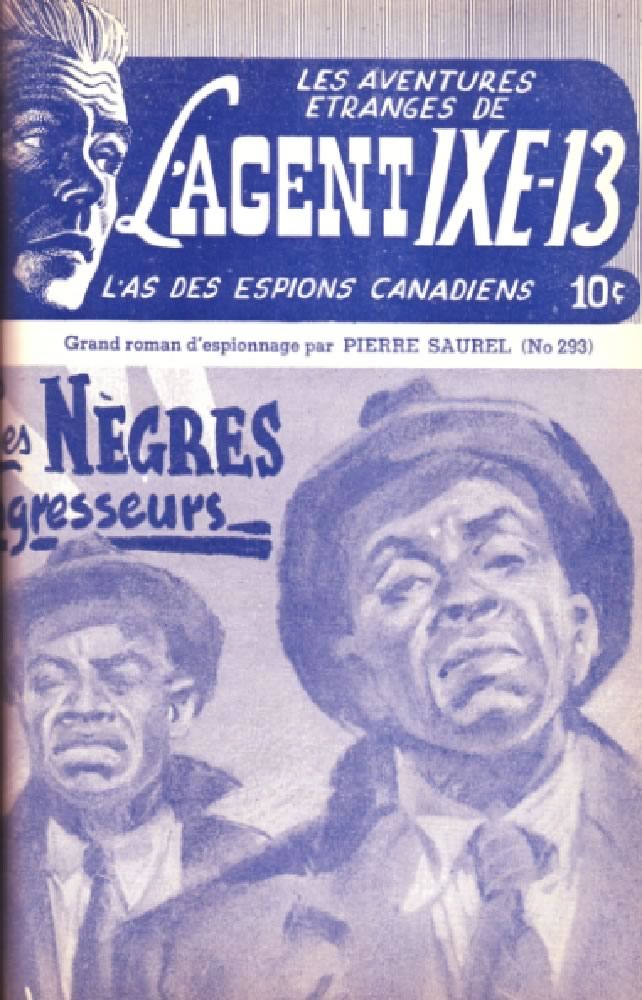 LES AVENTURES
ETRANGES DE
L'AGENT IXE-13
L'AS DES ESPIONS CANADIENS 10¢
Grand roman d'espionnage par PIERRE SAUREL (No 293)
es NÈGRES
gresseurs